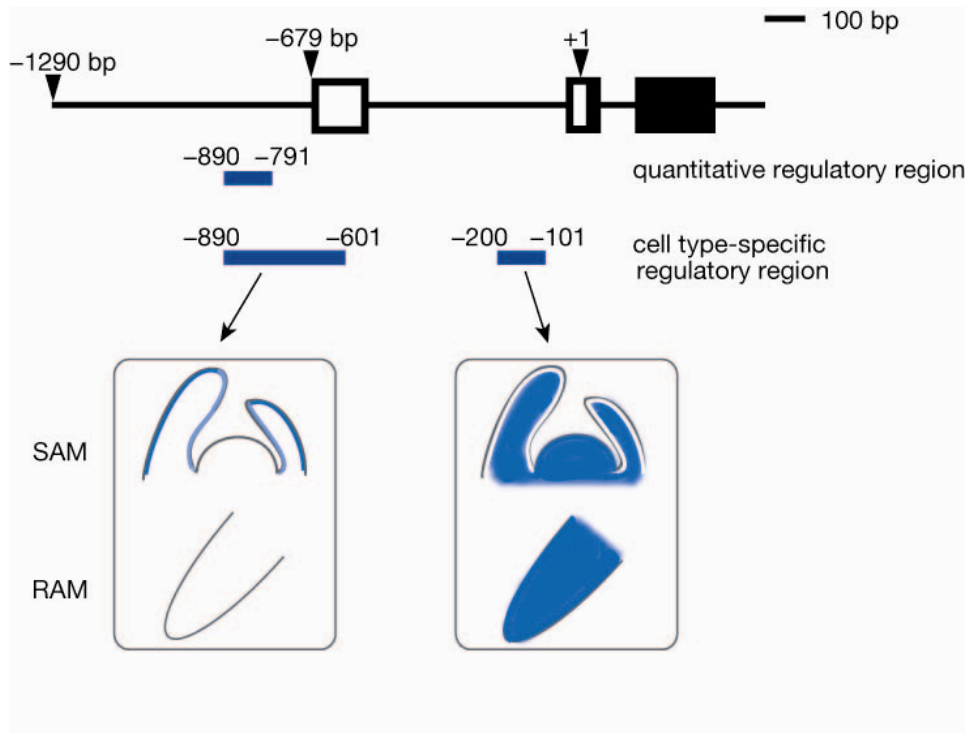 100 bp
−679 bp
+1
−1290 bp
−890 −791
quantitative regulatory region
−890 −601
−200 −101
cell type-specific
regulatory region
SAM
RAM